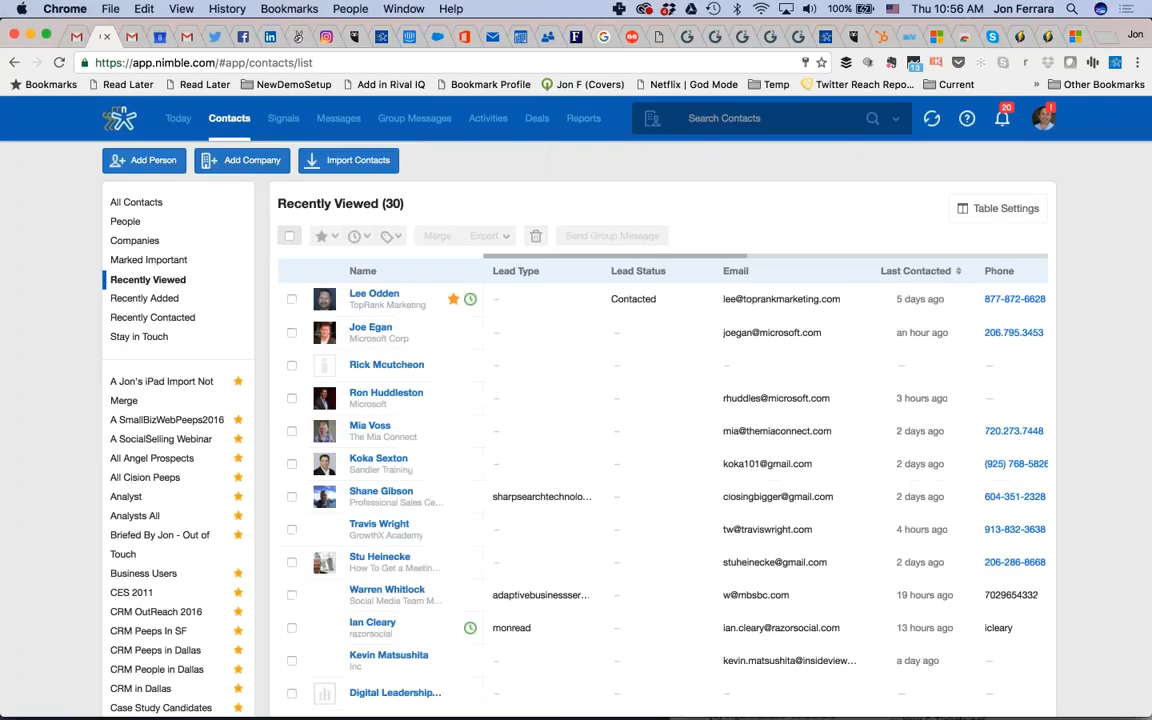 Chrome File Edit View History Bookmarks People Window Help 100% Thu 10:56 AM Jon Ferrara
Jon
https://app.nimble.com/#app/contacts/list 13
Bookmarks Read Later Read Later NewDemoSetup Add in Rival IQ Bookmark Profile Jon F (Covers) Netflix | God Mode Temp Twitter Reach Repo... Current » Other Bookmarks
Today Contacts Signals Messages Group Messages Activities Deals Reports Search Contacts 20 !
Add Person Add Company Import Contacts
All Contacts
People
Companies
Marked Important
Recently Viewed
Recently Added
Recently Contacted
Stay in Touch
A Jon's iPad Import Not
Merge
A SmallBizWebPeeps2016
A SocialSelling Webinar
All Angel Prospects
All Cision Peeps
Analyst
Analysts All
Briefed By Jon - Out of
Touch
Business Users
CES 2011
CRM OutReach 2016
CRM Peeps In SF
CRM Peeps in Dallas
CRM People in Dallas
CRM in Dallas
Case Study Candidates
Recently Viewed (30)
Table Settings
Merge Export Send Group Message
Name Lead Type Lead Status Email Last Contacted Phone
Lee Odden – Contacted lee@toprankmarketing.com 5 days ago 877-872-6628
TopRank Marketing
Joe Egan – – joegan@microsoft.com an hour ago 206.795.3453
Microsoft Corp
Rick Mcutcheon – – – – –
Ron Huddleston – – rhuddles@microsoft.com 3 hours ago –
Microsoft
Mia Voss – – mia@themiaconnect.com 2 days ago 720.273.7448
The Mia Connect
Koka Sexton – – koka101@gmail.com 2 days ago (925) 768-5826
Sandler Training
Shane Gibson sharpsearchtechnolo... – closingbigger@gmail.com 2 days ago 604-351-2328
Professional Sales Ce...
Travis Wright – – tw@traviswright.com 4 hours ago 913-832-3638
GrowthX Academy
Stu Heinecke – – stuheinecke@gmail.com 2 days ago 206-286-8668
How To Get a Meetin...
Warren Whitlock adaptivebusinessser... – w@mbsbc.com 19 hours ago 7029654332
Social Media Team M...
Ian Cleary monread – ian.cleary@razorsocial.com 13 hours ago icleary
razorsocial
Kevin Matsushita – – kevin.matsushita@insideview... a day ago –
Inc
Digital Leadership... – – – – –